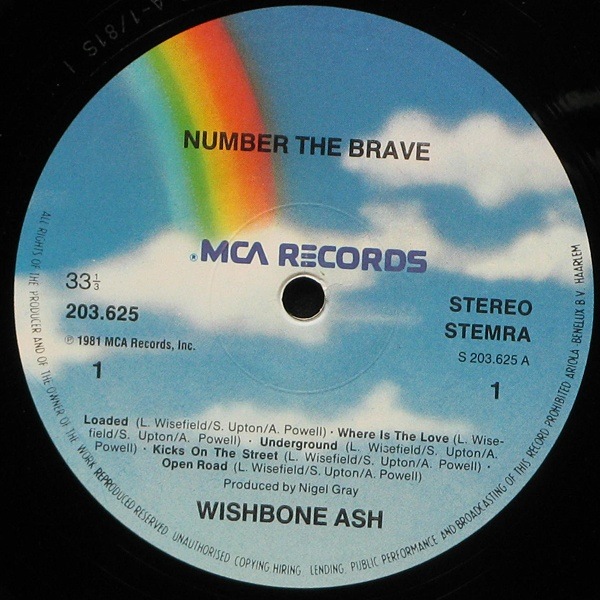 NUMBER THE BRAVE
MCA RECORDS
33 1/3
203.625
℗ 1981 MCA Records, Inc.
1
STEREO
STEMRA
S 203.625 A
1
Loaded (L. Wisefield/S. Upton/A. Powell) · Where Is The Love (L. Wise-
field/S. Upton/A. Powell) · Underground (L. Wisefield/S. Upton/A.
Powell) · Kicks On The Street (L. Wisefield/S. Upton/A. Powell) ·
Open Road (L. Wisefield/S. Upton/A. Powell)
Produced by Nigel Gray
WISHBONE ASH
ALL RIGHTS OF THE PRODUCER AND OF THE OWNER OF THE WORK REPRODUCED RESERVED UNAUTHORISED COPYING HIRING LENDING, PUBLIC PERFORMANCE AND BROADCASTING OF THIS RECORD PROHIBITED ARIOLA-BENELUX B.V. HAARLEM